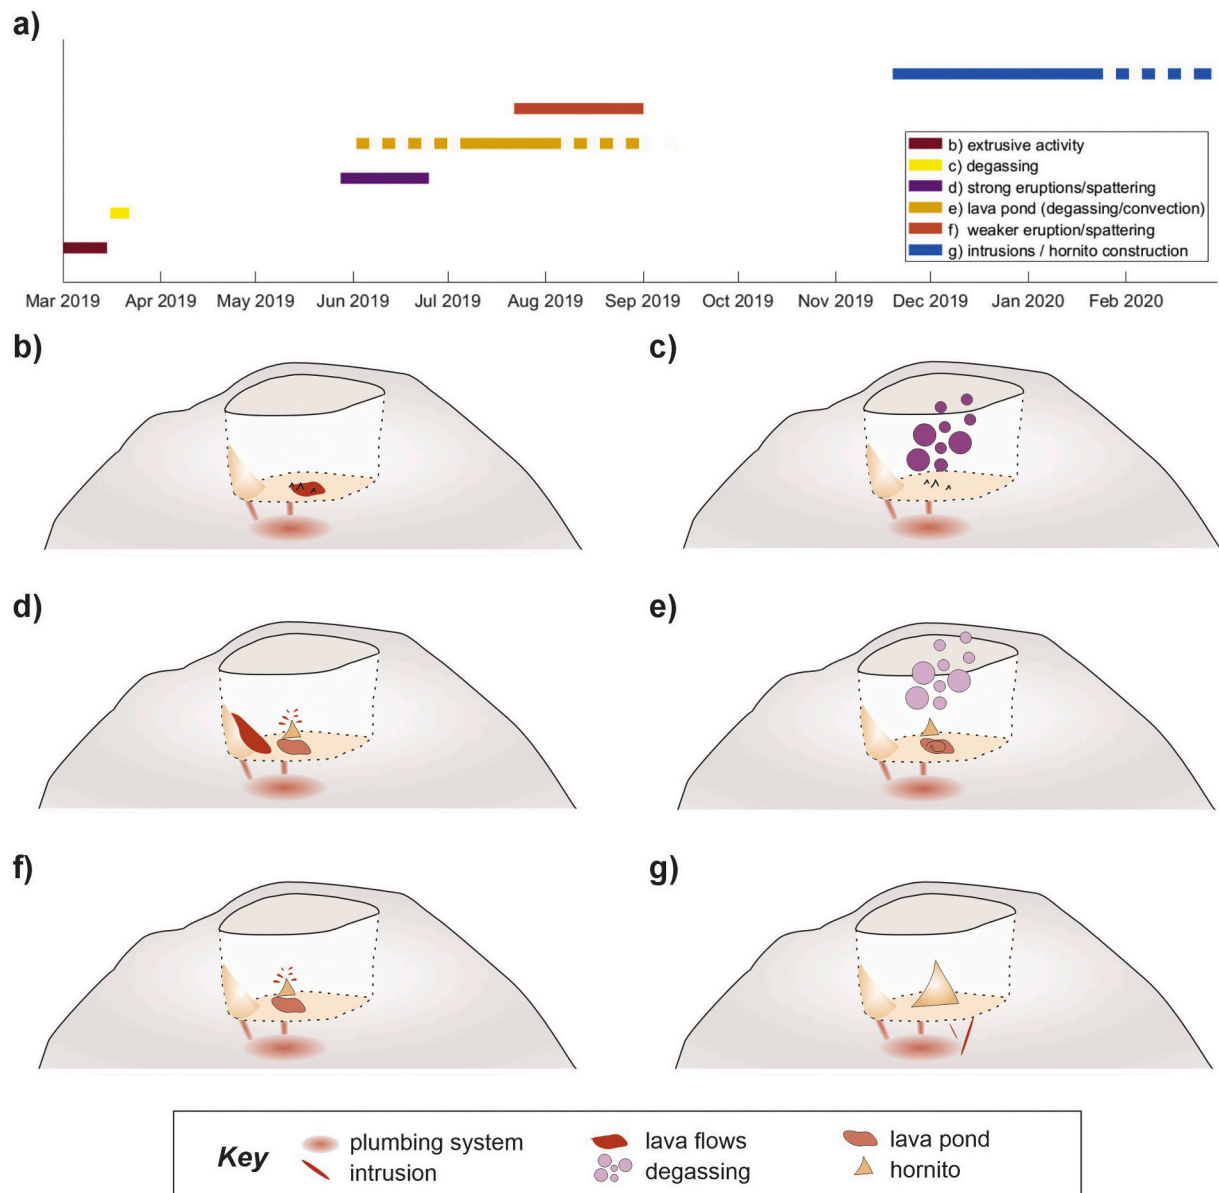 a)
b) extrusive activity
c) degassing
d) strong eruptions/spattering
e) lava pond (degassing/convection)
f) weaker eruption/spattering
g) intrusions / hornito construction
Mar 2019 Apr 2019 May 2019 Jun 2019 Jul 2019 Aug 2019 Sep 2019 Oct 2019 Nov 2019 Dec 2019 Jan 2020 Feb 2020
b) c)
d) e)
f) g)
Key
plumbing system lava flows lava pond
intrusion degassing hornito